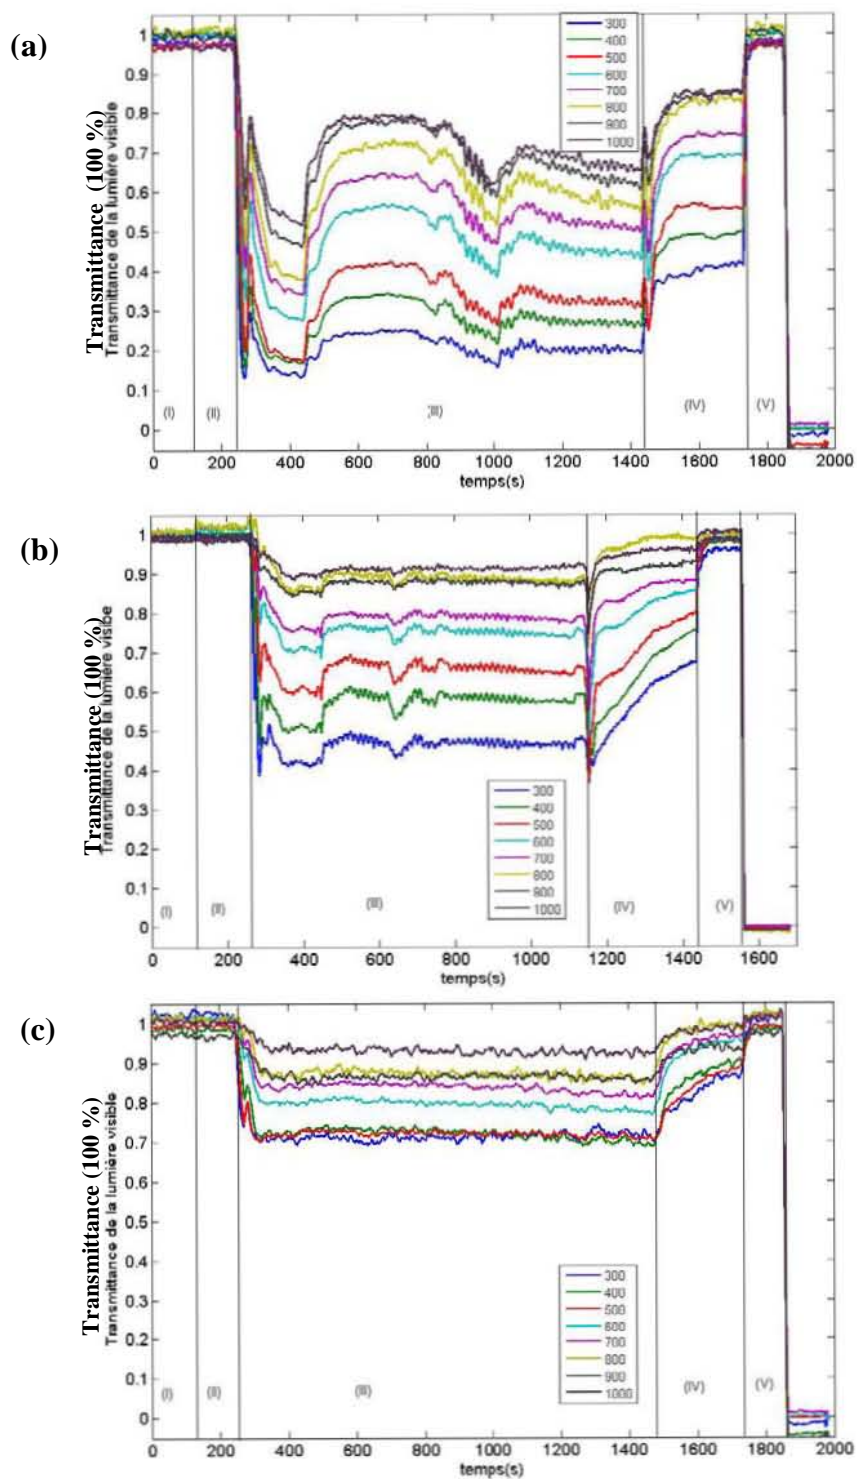 (a)
Transmittance (100 %)
Transmittance de la lumière visible
1
0.9
0.8
0.7
0.6
0.5
0.4
0.3
0.2
0.1
0
300
400
500
600
700
800
900
1000
(I)
(II)
(III)
(IV)
(V)
0 200 400 600 800 1000 1200 1400 1600 1800 2000
temps(s)
(b)
Transmittance (100 %)
Transmittance de la lumière visible
1
0.9
0.8
0.7
0.6
0.5
0.4
0.3
0.2
0.1
0
300
400
500
600
700
800
900
1000
(I)
(II)
(III)
(IV)
(V)
0 200 400 600 800 1000 1200 1400 1600
temps(s)
(c)
Transmittance (100 %)
Transmittance de la lumière visible
1
0.9
0.8
0.7
0.6
0.5
0.4
0.3
0.2
0.1
0
300
400
500
600
700
800
900
1000
(I)
(II)
(III)
(IV)
(V)
0 200 400 600 800 1000 1200 1400 1600 1800 2000
temps(s)